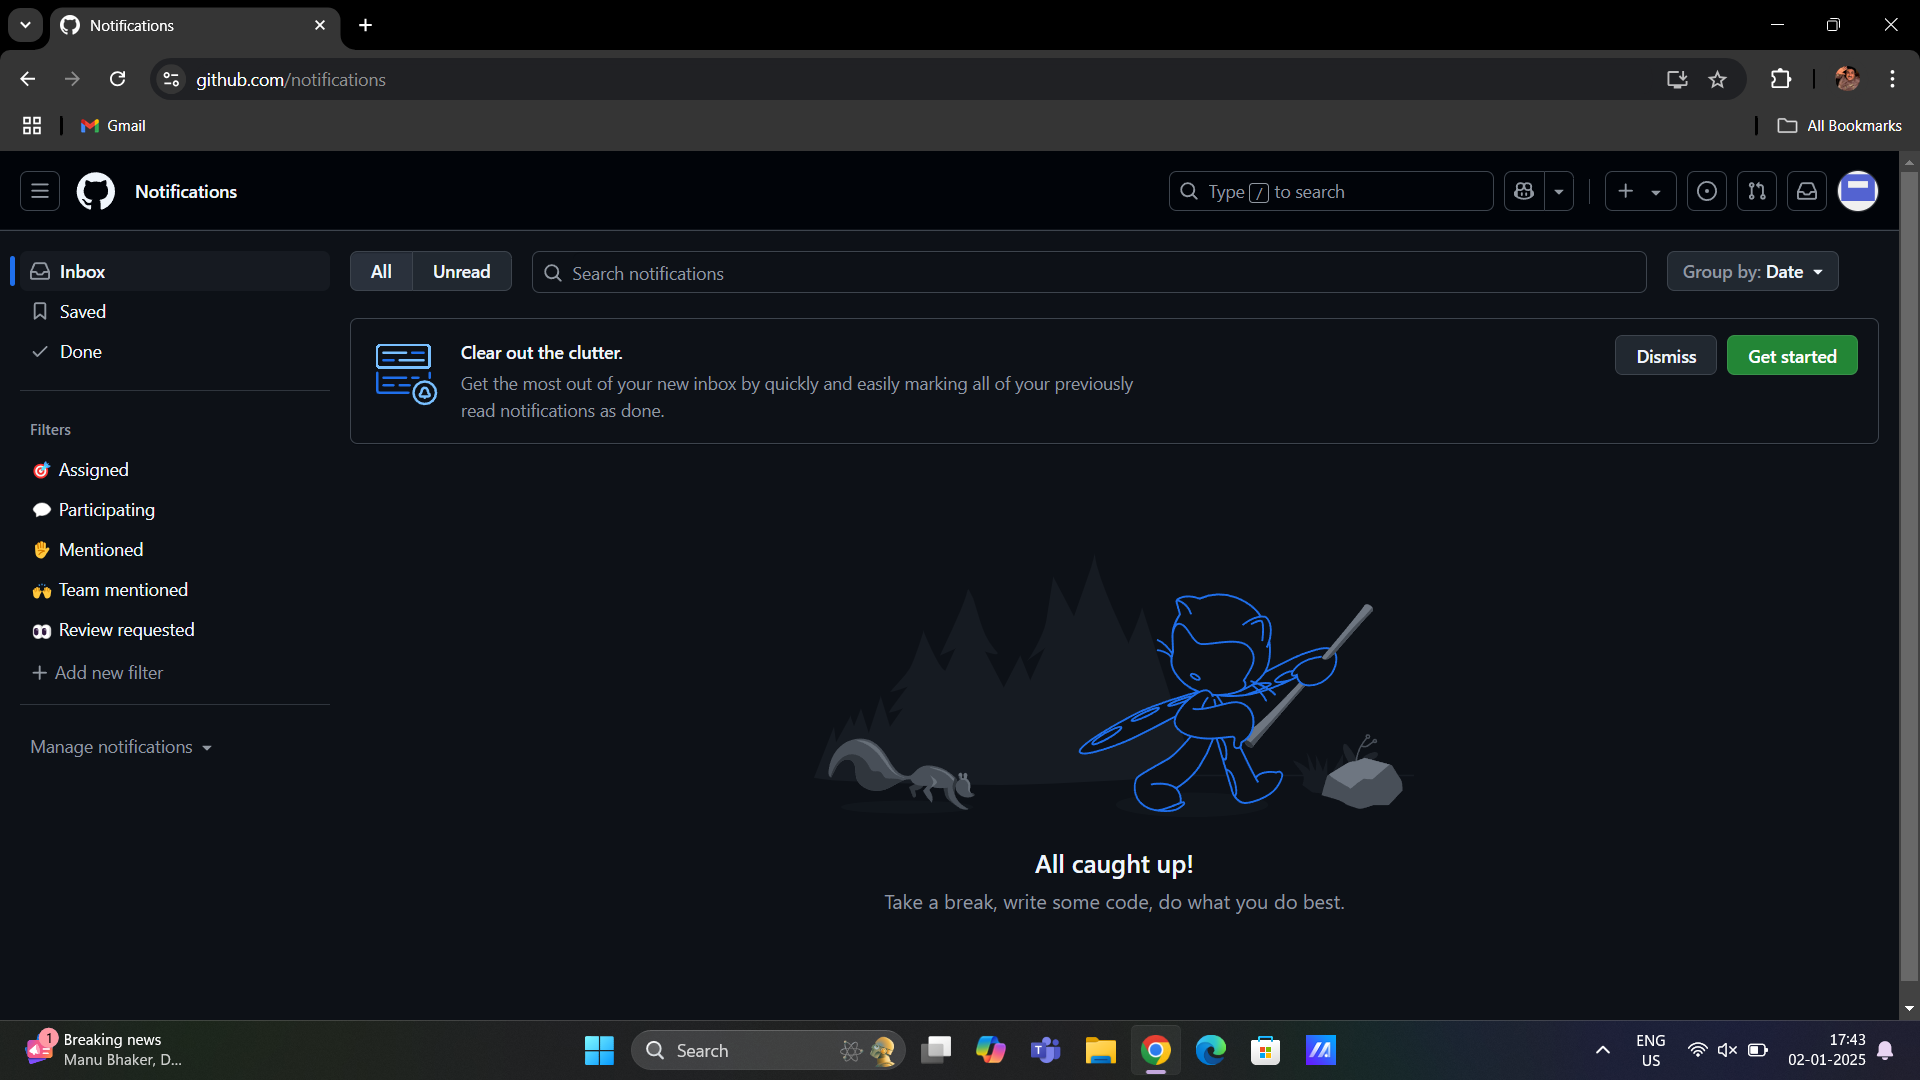 Notifications
github.com/notifications
Gmail
All Bookmarks
Notifications
Type / to search
Inbox
Saved
Done
Filters
Assigned
Participating
Mentioned
Team mentioned
Review requested
Add new filter
Manage notifications
All Unread Search notifications Group by: Date
Clear out the clutter.
Get the most out of your new inbox by quickly and easily marking all of your previously
read notifications as done.
Dismiss Get started
All caught up!
Take a break, write some code, do what you do best.
1
Breaking news
Manu Bhaker, D...
Search
ENG
US
17:43
02-01-2025